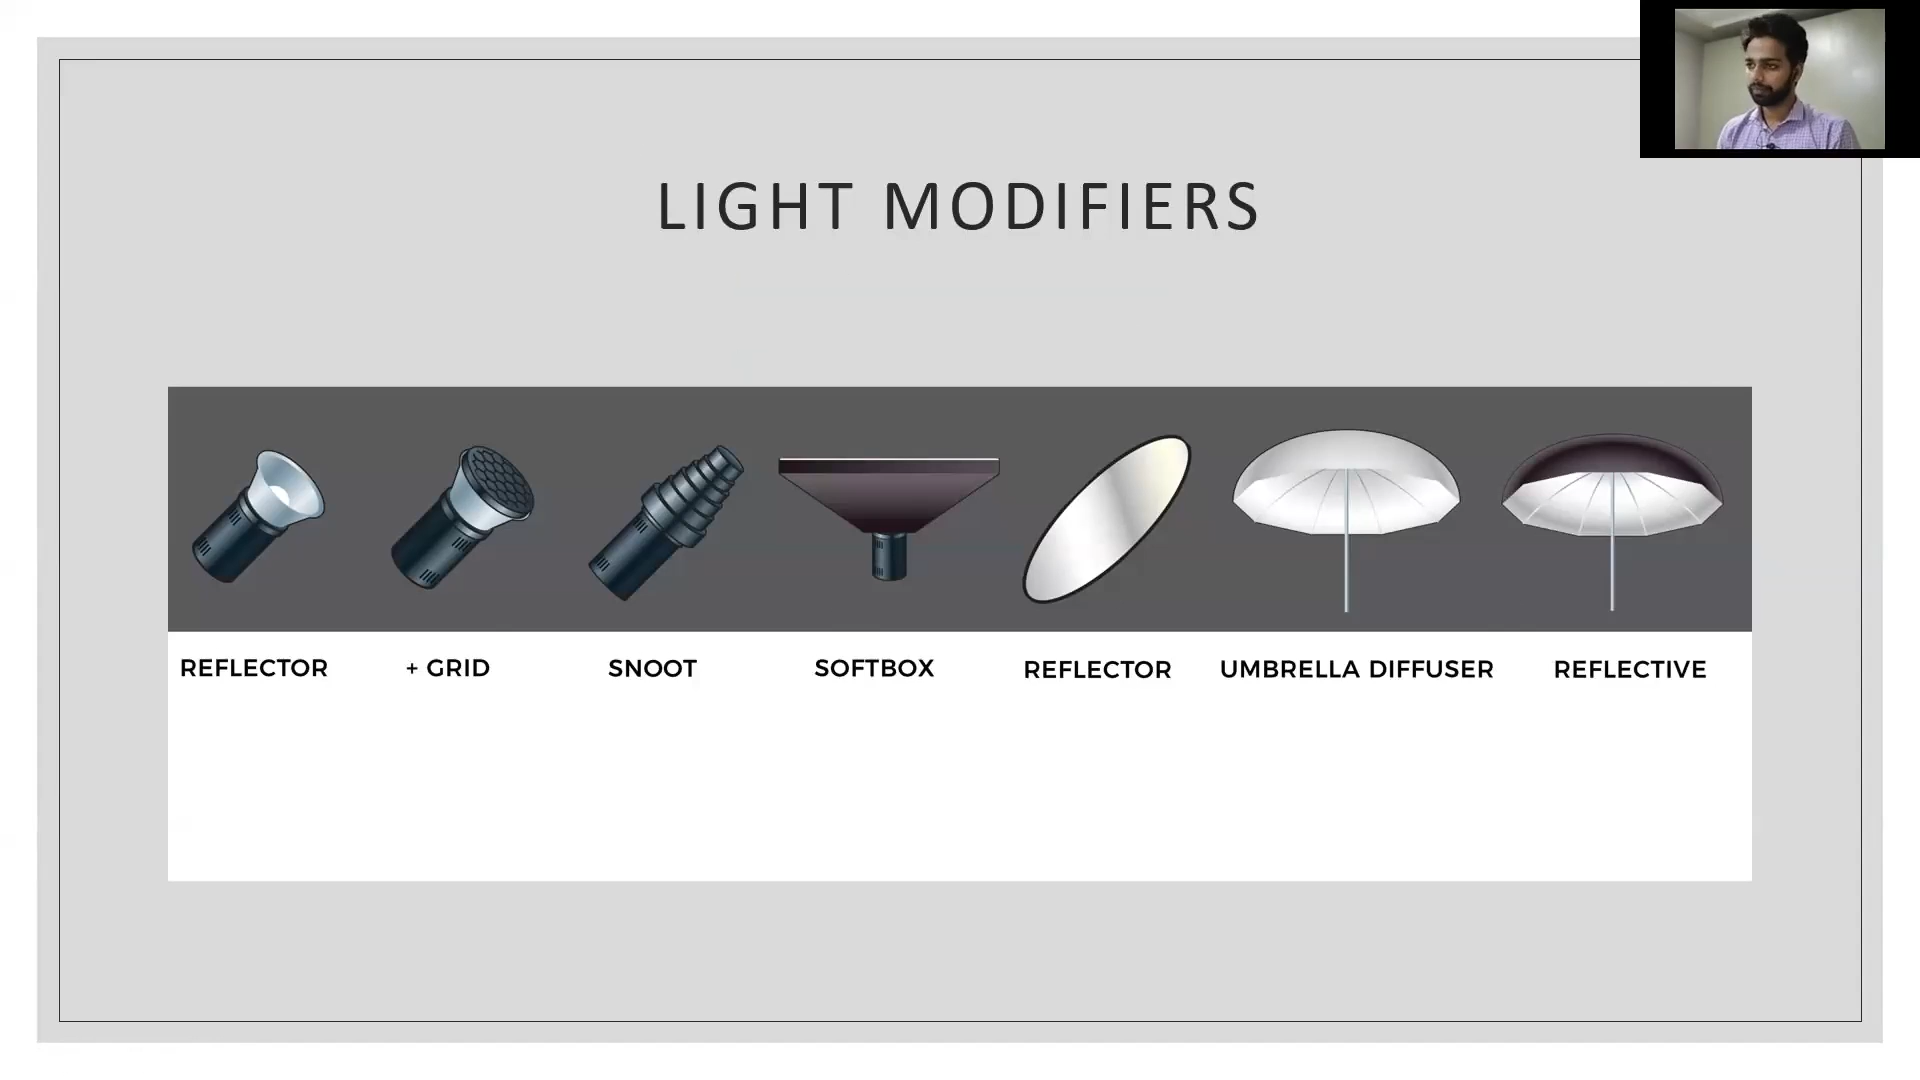 LIGHT MODIFIERS
REFLECTOR + GRID SNOOT SOFTBOX REFLECTOR UMBRELLA DIFFUSER REFLECTIVE